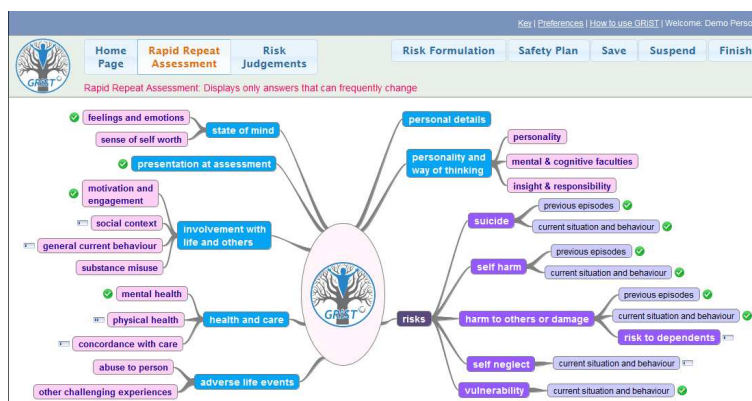 Key | Preferences | How to use GRiST | Welcome: Demo Perso
Home
Page
Rapid Repeat
Assessment
Risk
Judgements
Risk Formulation
Safety Plan
Save
Suspend
Finish
GRiST
Rapid Repeat Assessment: Displays only answers that can frequently change
feelings and emotions
sense of self worth
state of mind
presentation at assessment
motivation and
engagement
social context
general current behaviour
substance misuse
involvement with
life and others
mental health
physical health
concordance with care
health and care
abuse to person
other challenging experiences
adverse life events
GRiST
personal details
personality and
way of thinking
personality
mental & cognitive faculties
insight & responsibility
risks
suicide
previous episodes
current situation and behaviour
self harm
previous episodes
current situation and behaviour
harm to others or damage
previous episodes
current situation and behaviour
risk to dependents
self neglect
current situation and behaviour
vulnerability
current situation and behaviour